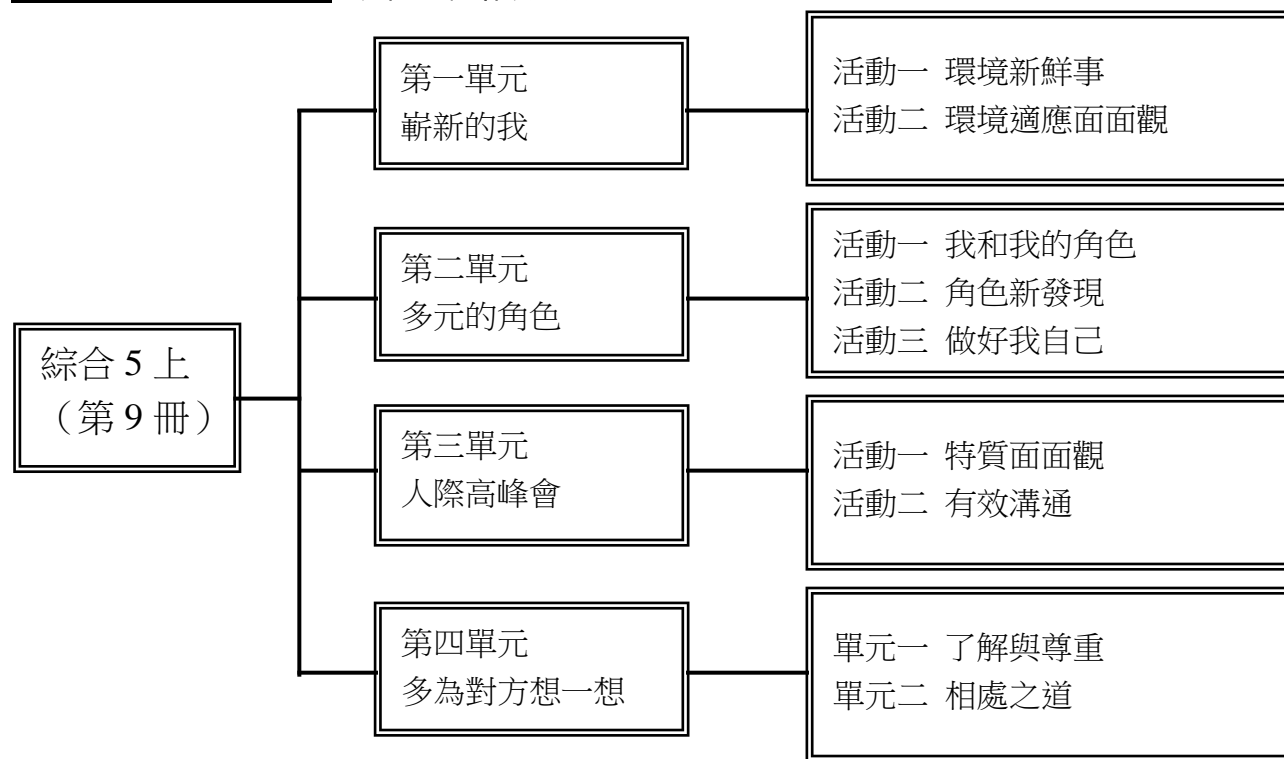 綜合 5 上
（第 9 冊）
第一單元
嶄新的我
活動一 環境新鮮事
活動二 環境適應面面觀
第二單元
多元的角色
活動一 我和我的角色
活動二 角色新發現
活動三 做好我自己
第三單元
人際高峰會
活動一 特質面面觀
活動二 有效溝通
第四單元
多為對方想一想
單元一 了解與尊重
單元二 相處之道